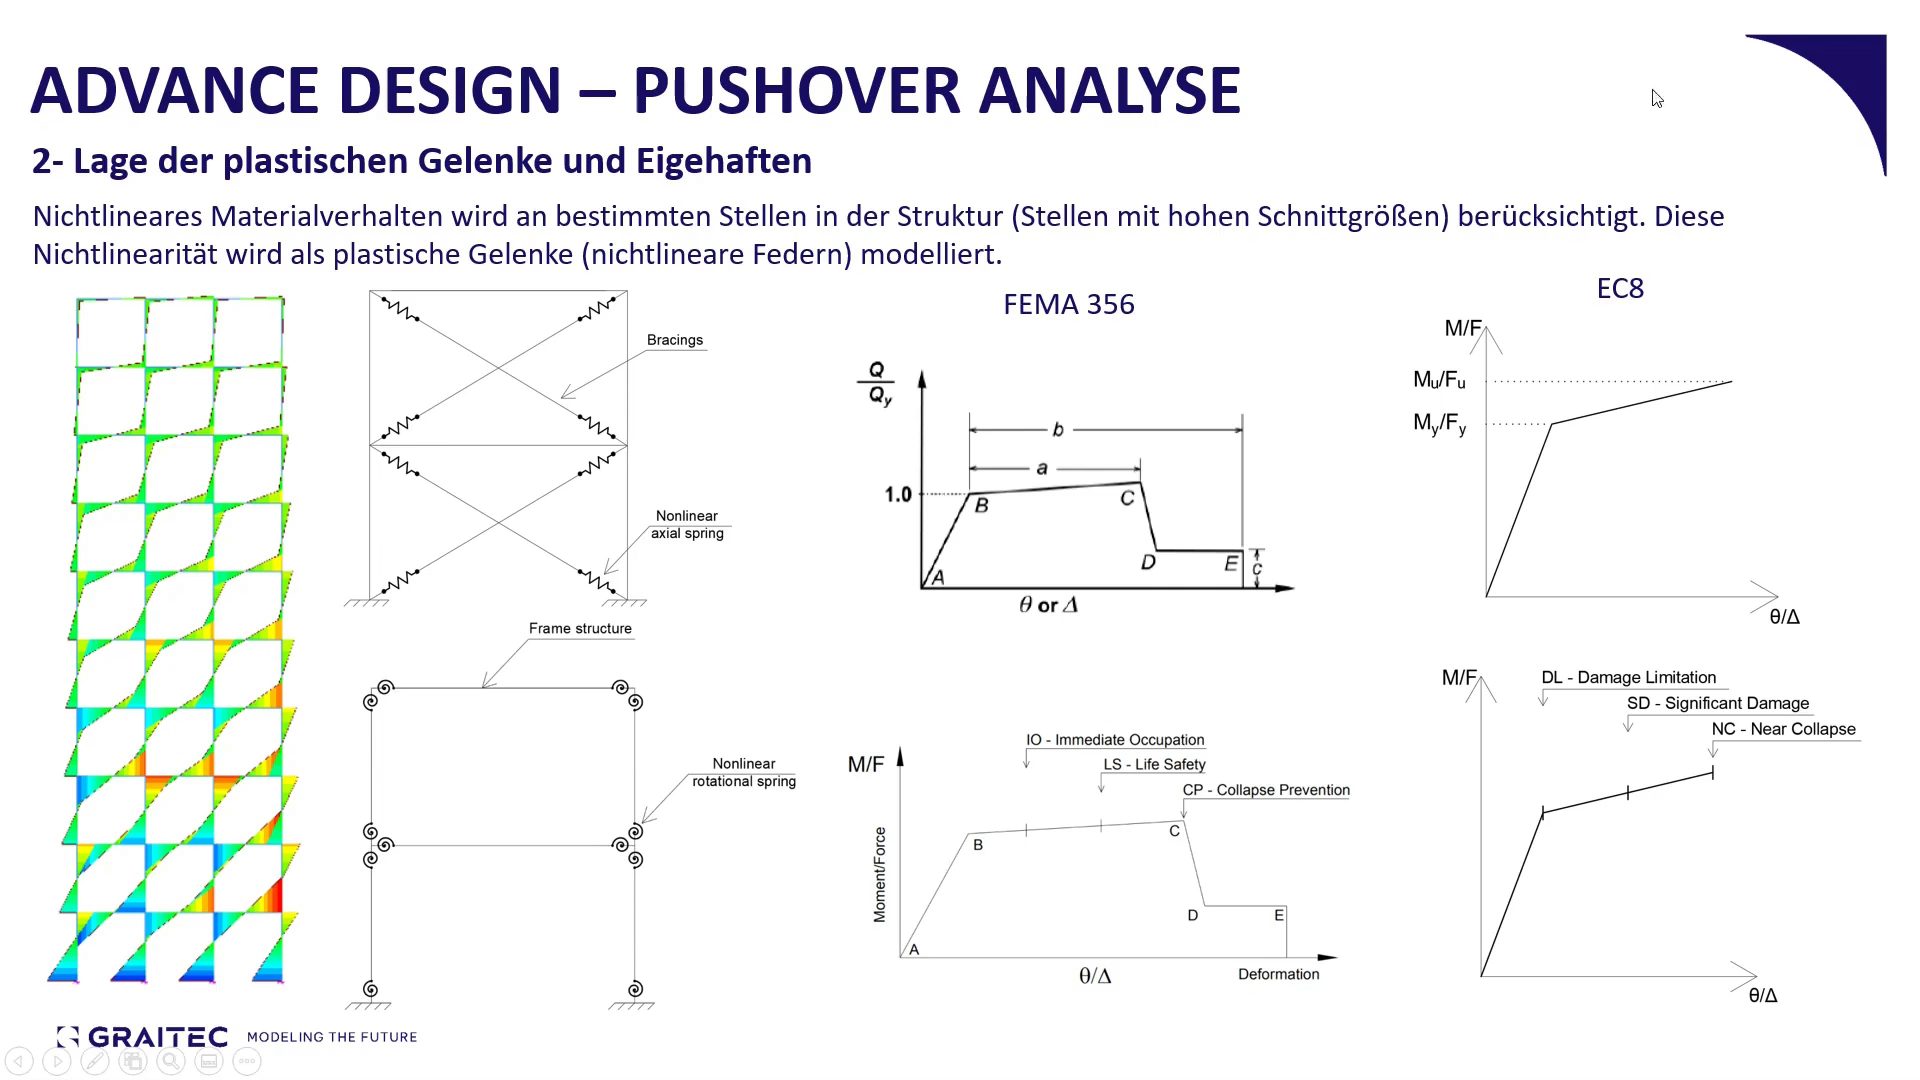 ADVANCE DESIGN – PUSHOVER ANALYSE
2- Lage der plastischen Gelenke und Eigehaften
Nichtlineares Materialverhalten wird an bestimmten Stellen in der Struktur (Stellen mit hohen Schnittgrößen) berücksichtigt. Diese
Nichtlinearität wird als plastische Gelenke (nichtlineare Federn) modelliert.
Bracings
Nonlinear
axial spring
Frame structure
Nonlinear
rotational spring
FEMA 356
Q
Qy
b
a
1.0
B
C
A
D
E
c
θ or Δ
M/F
IO - Immediate Occupation
LS - Life Safety
CP - Collapse Prevention
Moment/Force
B
C
D
E
A
θ/Δ
Deformation
EC8
M/F
Mu/Fu
My/Fy
θ/Δ
M/F
DL - Damage Limitation
SD - Significant Damage
NC - Near Collapse
θ/Δ
GRAITEC MODELING THE FUTURE